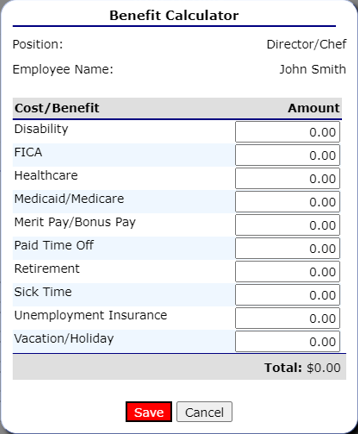 Benefit Calculator
Position: Director/Chef
Employee Name: John Smith
Cost/Benefit Amount
Disability 0.00
FICA 0.00
Healthcare 0.00
Medicaid/Medicare 0.00
Merit Pay/Bonus Pay 0.00
Paid Time Off 0.00
Retirement 0.00
Sick Time 0.00
Unemployment Insurance 0.00
Vacation/Holiday 0.00
Total: $0.00
Save Cancel